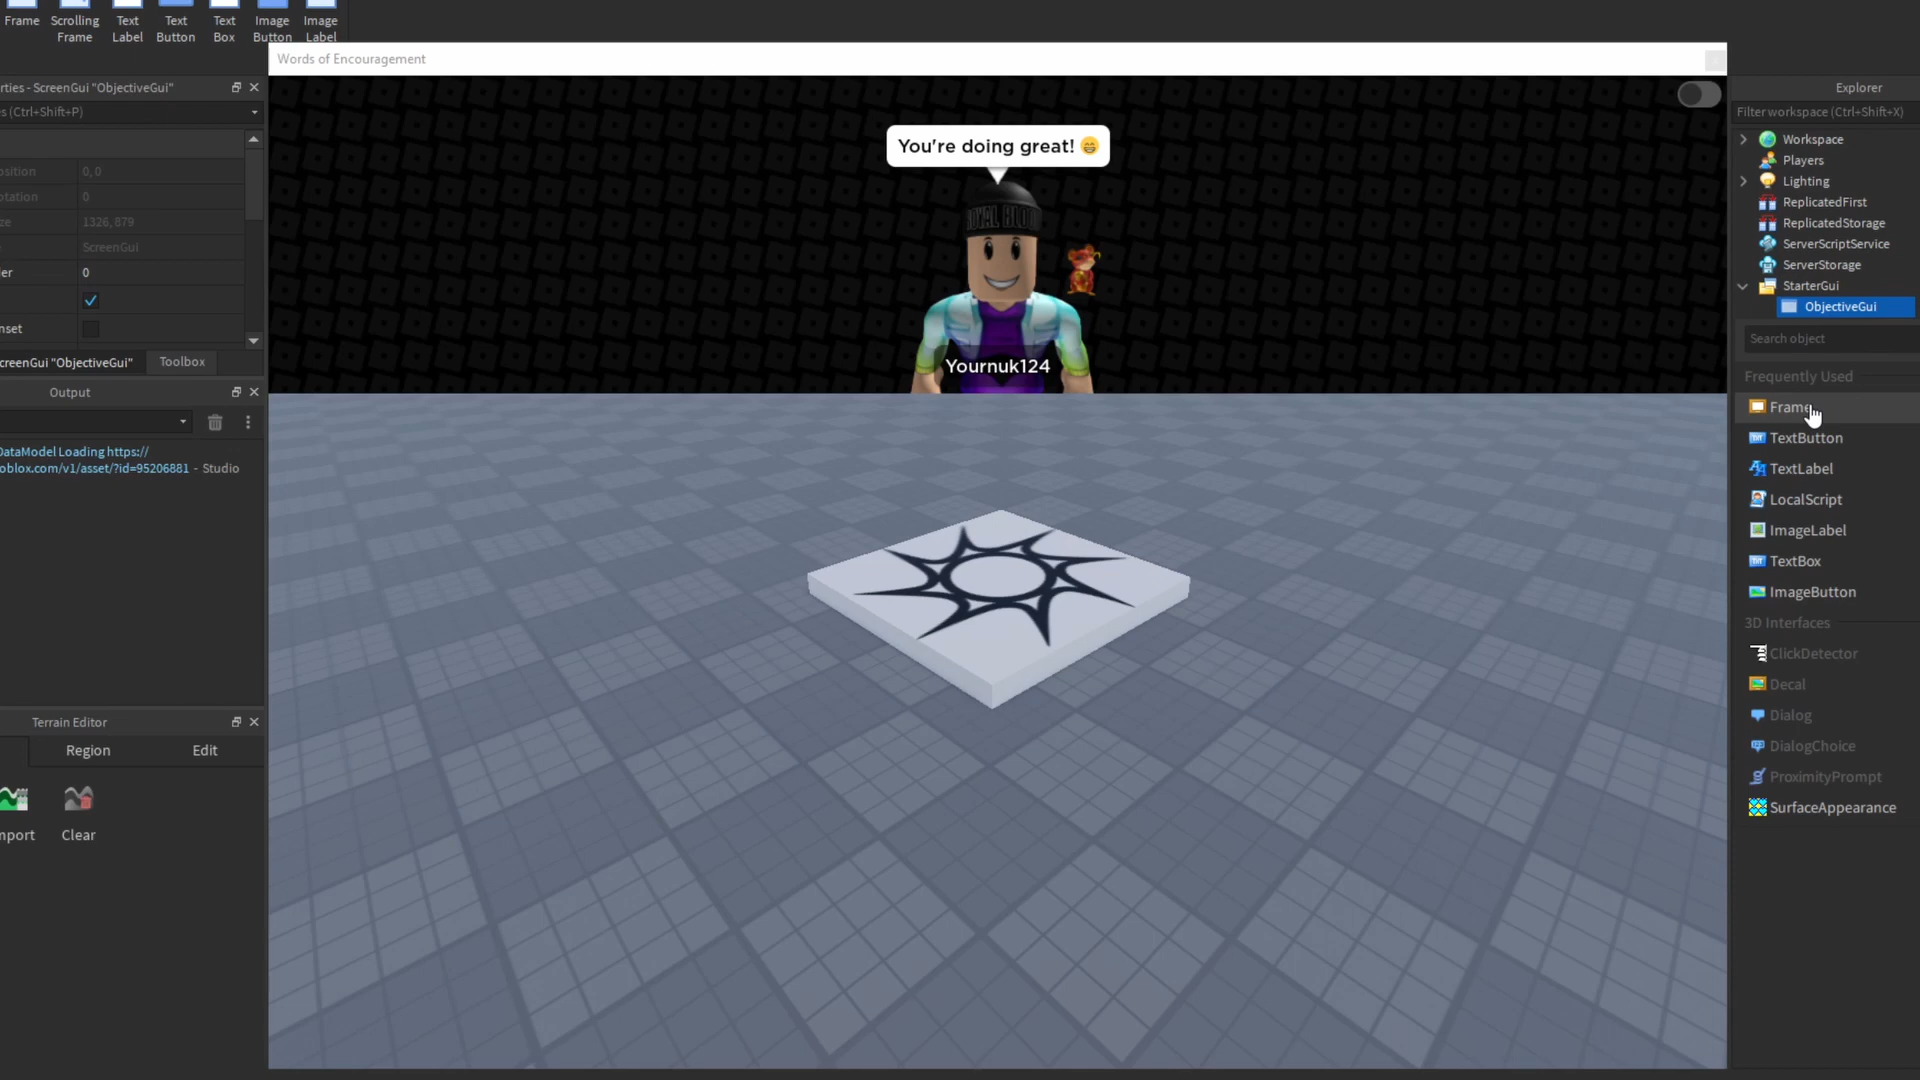 Frame
Scrolling
Frame
Text
Label
Text
Button
Text
Box
Image
Button
Image
Label
Words of Encouragement
rties - ScreenGui "ObjectiveGui"
es (Ctrl+Shift+P)
osition
0, 0
otation
0
ze
1326, 879
ScreenGui
er
0
nset
creenGui "ObjectiveGui"
Toolbox
Output
DataModel Loading https://
oblox.com/v1/asset/?id=95206881 - Studio
Terrain Editor
Region
Edit
mport
Clear
You're doing great! 😁
ROYAL BLOO
Yournuk124
Explorer
Filter workspace (Ctrl+Shift+X)
Workspace
Players
Lighting
ReplicatedFirst
ReplicatedStorage
ServerScriptService
ServerStorage
StarterGui
ObjectiveGui
Search object
Frequently Used
Frame
TextButton
TextLabel
LocalScript
ImageLabel
TextBox
ImageButton
3D Interfaces
ClickDetector
Decal
Dialog
DialogChoice
ProximityPrompt
SurfaceAppearance